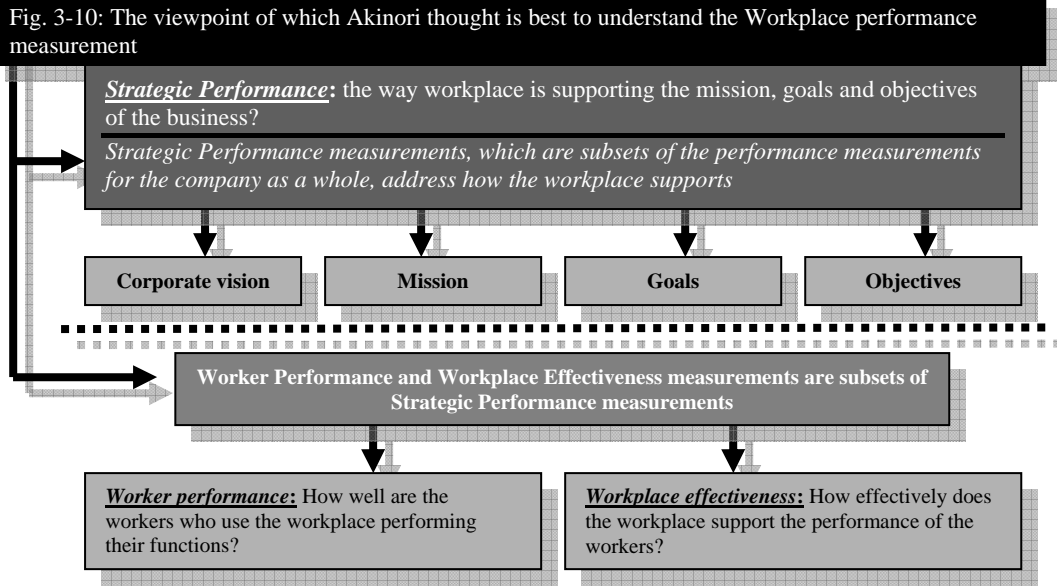 Fig. 3-10: The viewpoint of which Akinori thought is best to understand the Workplace performance
measurement
Strategic Performance: the way workplace is supporting the mission, goals and objectives
of the business?
Strategic Performance measurements, which are subsets of the performance measurements
for the company as a whole, address how the workplace supports
Corporate vision
Mission
Goals
Objectives
Worker Performance and Workplace Effectiveness measurements are subsets of
Strategic Performance measurements
Worker performance: How well are the
workers who use the workplace performing
their functions?
Workplace effectiveness: How effectively does
the workplace support the performance of the
workers?